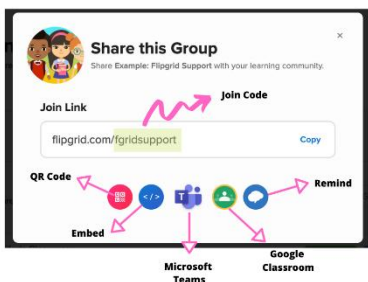 Share this Group
Share Example: Flipgrid Support with your learning community.
Join Link
Join Code
flipgrid.com/fgridsupport
Copy
QR Code
</>
Remind
Embed
Microsoft
Teams
Google
Classroom